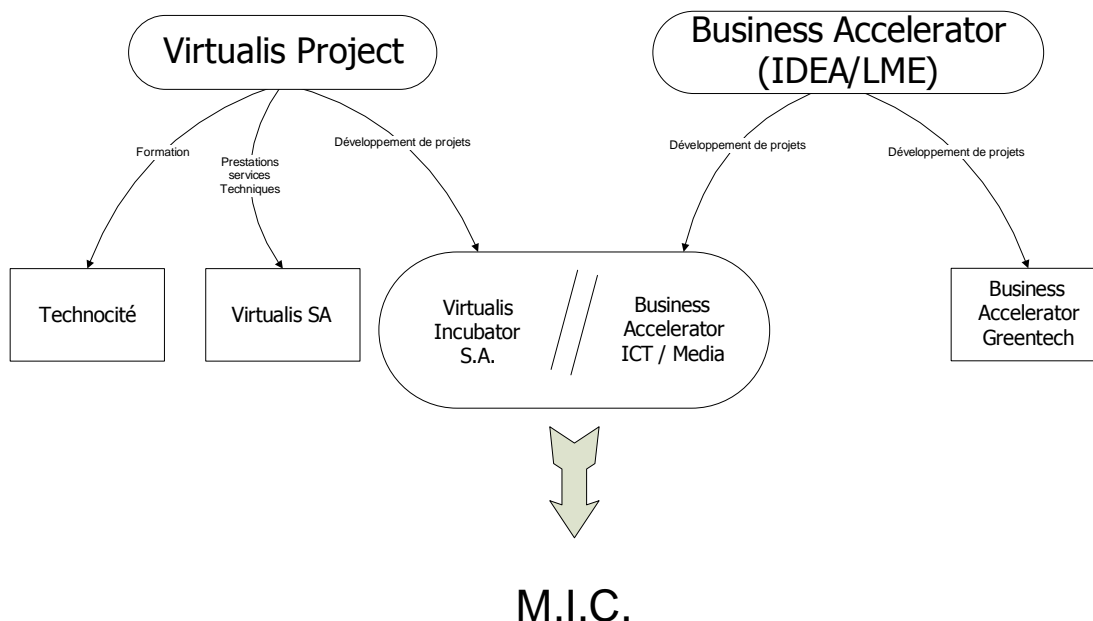 Virtualis Project
Business Accelerator
(IDEA/LME)
Formation
Prestations
services
Techniques
Développement de projets
Développement de projets
Développement de projets
Technocité
Virtualis SA
Virtualis
Incubator
S.A.
Business
Accelerator
ICT / Media
Business
Accelerator
Greentech
M.I.C.